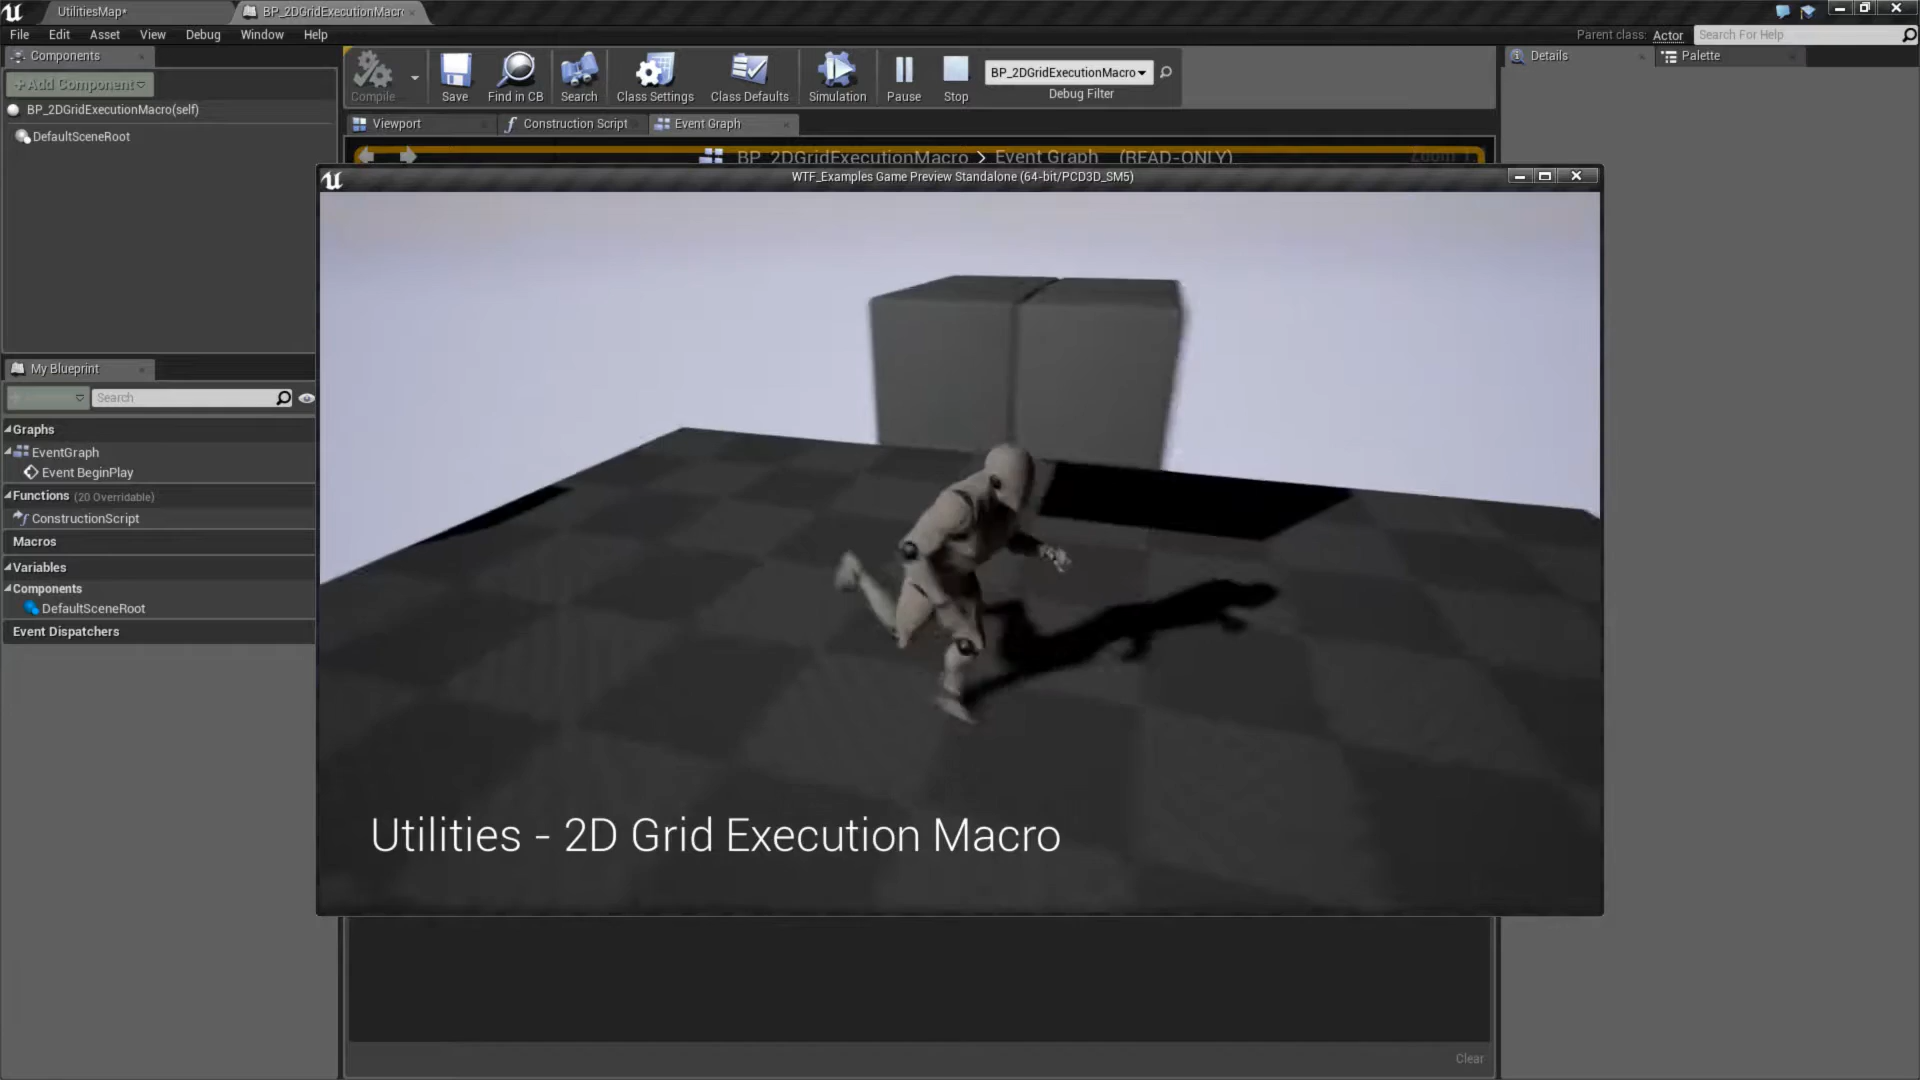 UtilitiesMap*
BP_2DGridExecutionMacro
File Edit Asset View Debug Window Help
Parent class: Actor
Search For Help
Components
+Add Component
BP_2DGridExecutionMacro(self)
DefaultSceneRoot
Compile
Save
Find in CB
Search
Class Settings
Class Defaults
Simulation
Pause
Stop
BP_2DGridExecutionMacro
Debug Filter
Details
Palette
Viewport
Construction Script
Event Graph
BP_2DGridExecutionMacro > Event Graph (READ-ONLY)
WTF_Examples Game Preview Standalone (64-bit/PCD3D_SM5)
My Blueprint
Search
Graphs
EventGraph
Event BeginPlay
Functions (20 Overridable)
ConstructionScript
Macros
Variables
Components
DefaultSceneRoot
Event Dispatchers
Utilities - 2D Grid Execution Macro
Clear